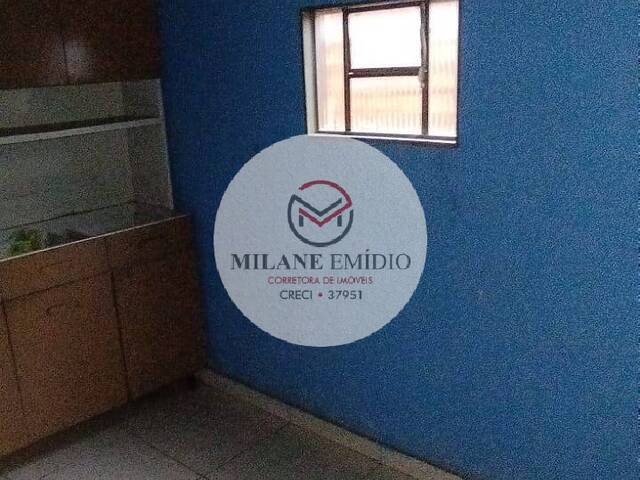 MILANE EMÍDIO
CORRETORA DE IMÓVEIS
CRECI • 37951